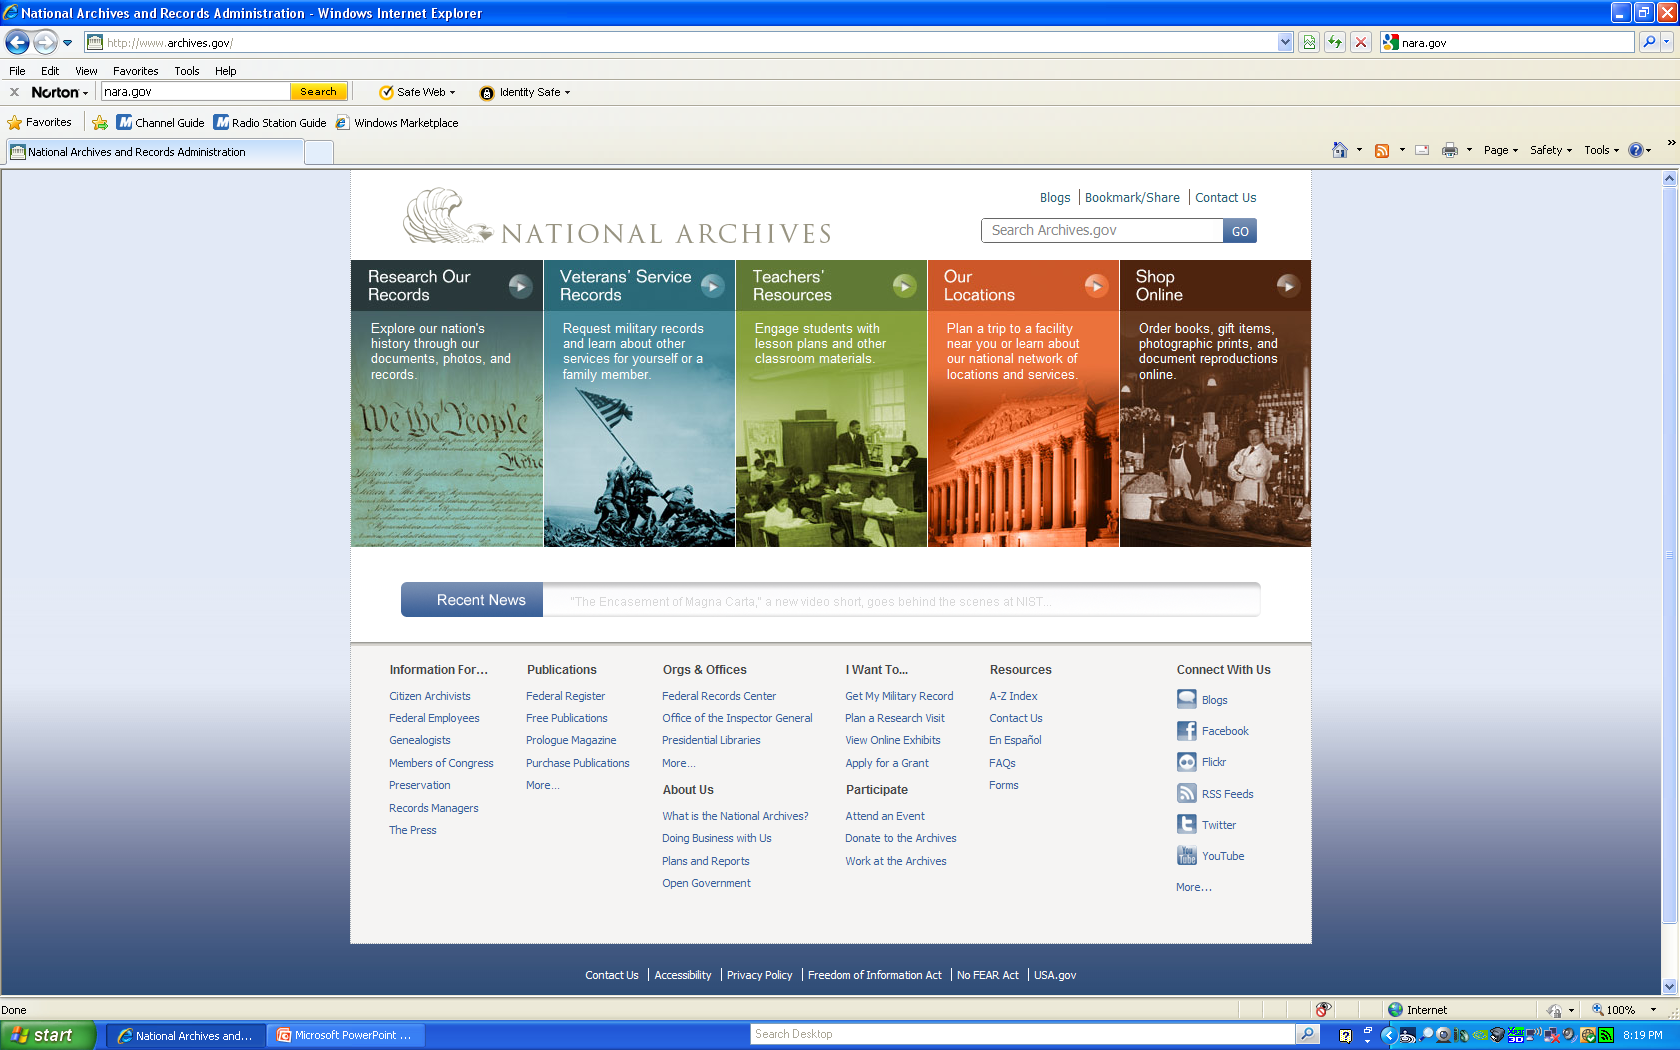 National Archives and Records Administration - Windows Internet Explorer
http://www.archives.gov/
nara.gov
File Edit View Favorites Tools Help
Norton
nara.gov
Search
Safe Web
Identity Safe
Favorites
Channel Guide
Radio Station Guide
Windows Marketplace
National Archives and Records Administration
Page Safety Tools
NATIONAL ARCHIVES
Blogs Bookmark/Share Contact Us
Search Archives.gov
GO
Research Our
Records
Explore our nation's
history through our
documents, photos, and
records.
We the People
Veterans' Service
Records
Request military records
and learn about other
services for yourself or a
family member.
Teachers'
Resources
Engage students with
lesson plans and other
classroom materials.
Our
Locations
Plan a trip to a facility
near you or learn about
our national network of
locations and services.
Shop
Online
Order books, gift items,
photographic prints, and
document reproductions
online.
Recent News
"The Encasement of Magna Carta," a new video short, goes behind the scenes at NIST...
Information For...
Citizen Archivists
Federal Employees
Genealogists
Members of Congress
Preservation
Records Managers
The Press
Publications
Federal Register
Free Publications
Prologue Magazine
Purchase Publications
More...
Orgs & Offices
Federal Records Center
Office of the Inspector General
Presidential Libraries
More...
About Us
What is the National Archives?
Doing Business with Us
Plans and Reports
Open Government
I Want To...
Get My Military Record
Plan a Research Visit
View Online Exhibits
Apply for a Grant
Participate
Attend an Event
Donate to the Archives
Work at the Archives
Resources
A-Z Index
Contact Us
En Español
FAQs
Forms
Connect With Us
Blogs
Facebook
Flickr
RSS Feeds
Twitter
YouTube
More...
Contact Us Accessibility Privacy Policy Freedom of Information Act No FEAR Act USA.gov
Done
Internet
100%
start
National Archives and...
Microsoft PowerPoint ...
Search Desktop
8:19 PM